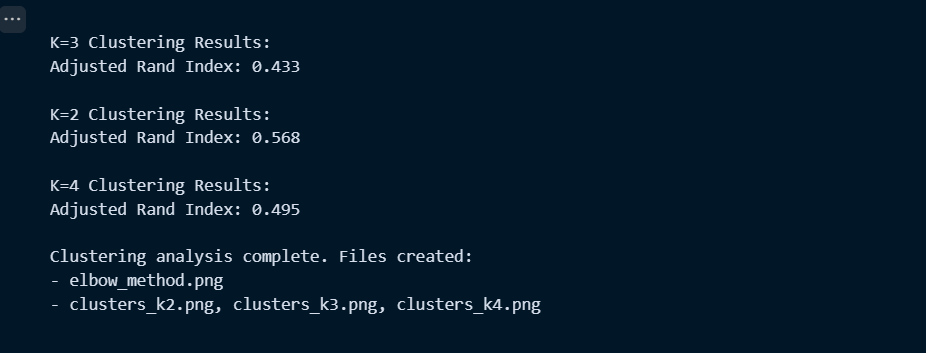 K=3 Clustering Results:
Adjusted Rand Index: 0.433
K=2 Clustering Results:
Adjusted Rand Index: 0.568
K=4 Clustering Results:
Adjusted Rand Index: 0.495
Clustering analysis complete. Files created:
- elbow_method.png
- clusters_k2.png, clusters_k3.png, clusters_k4.png